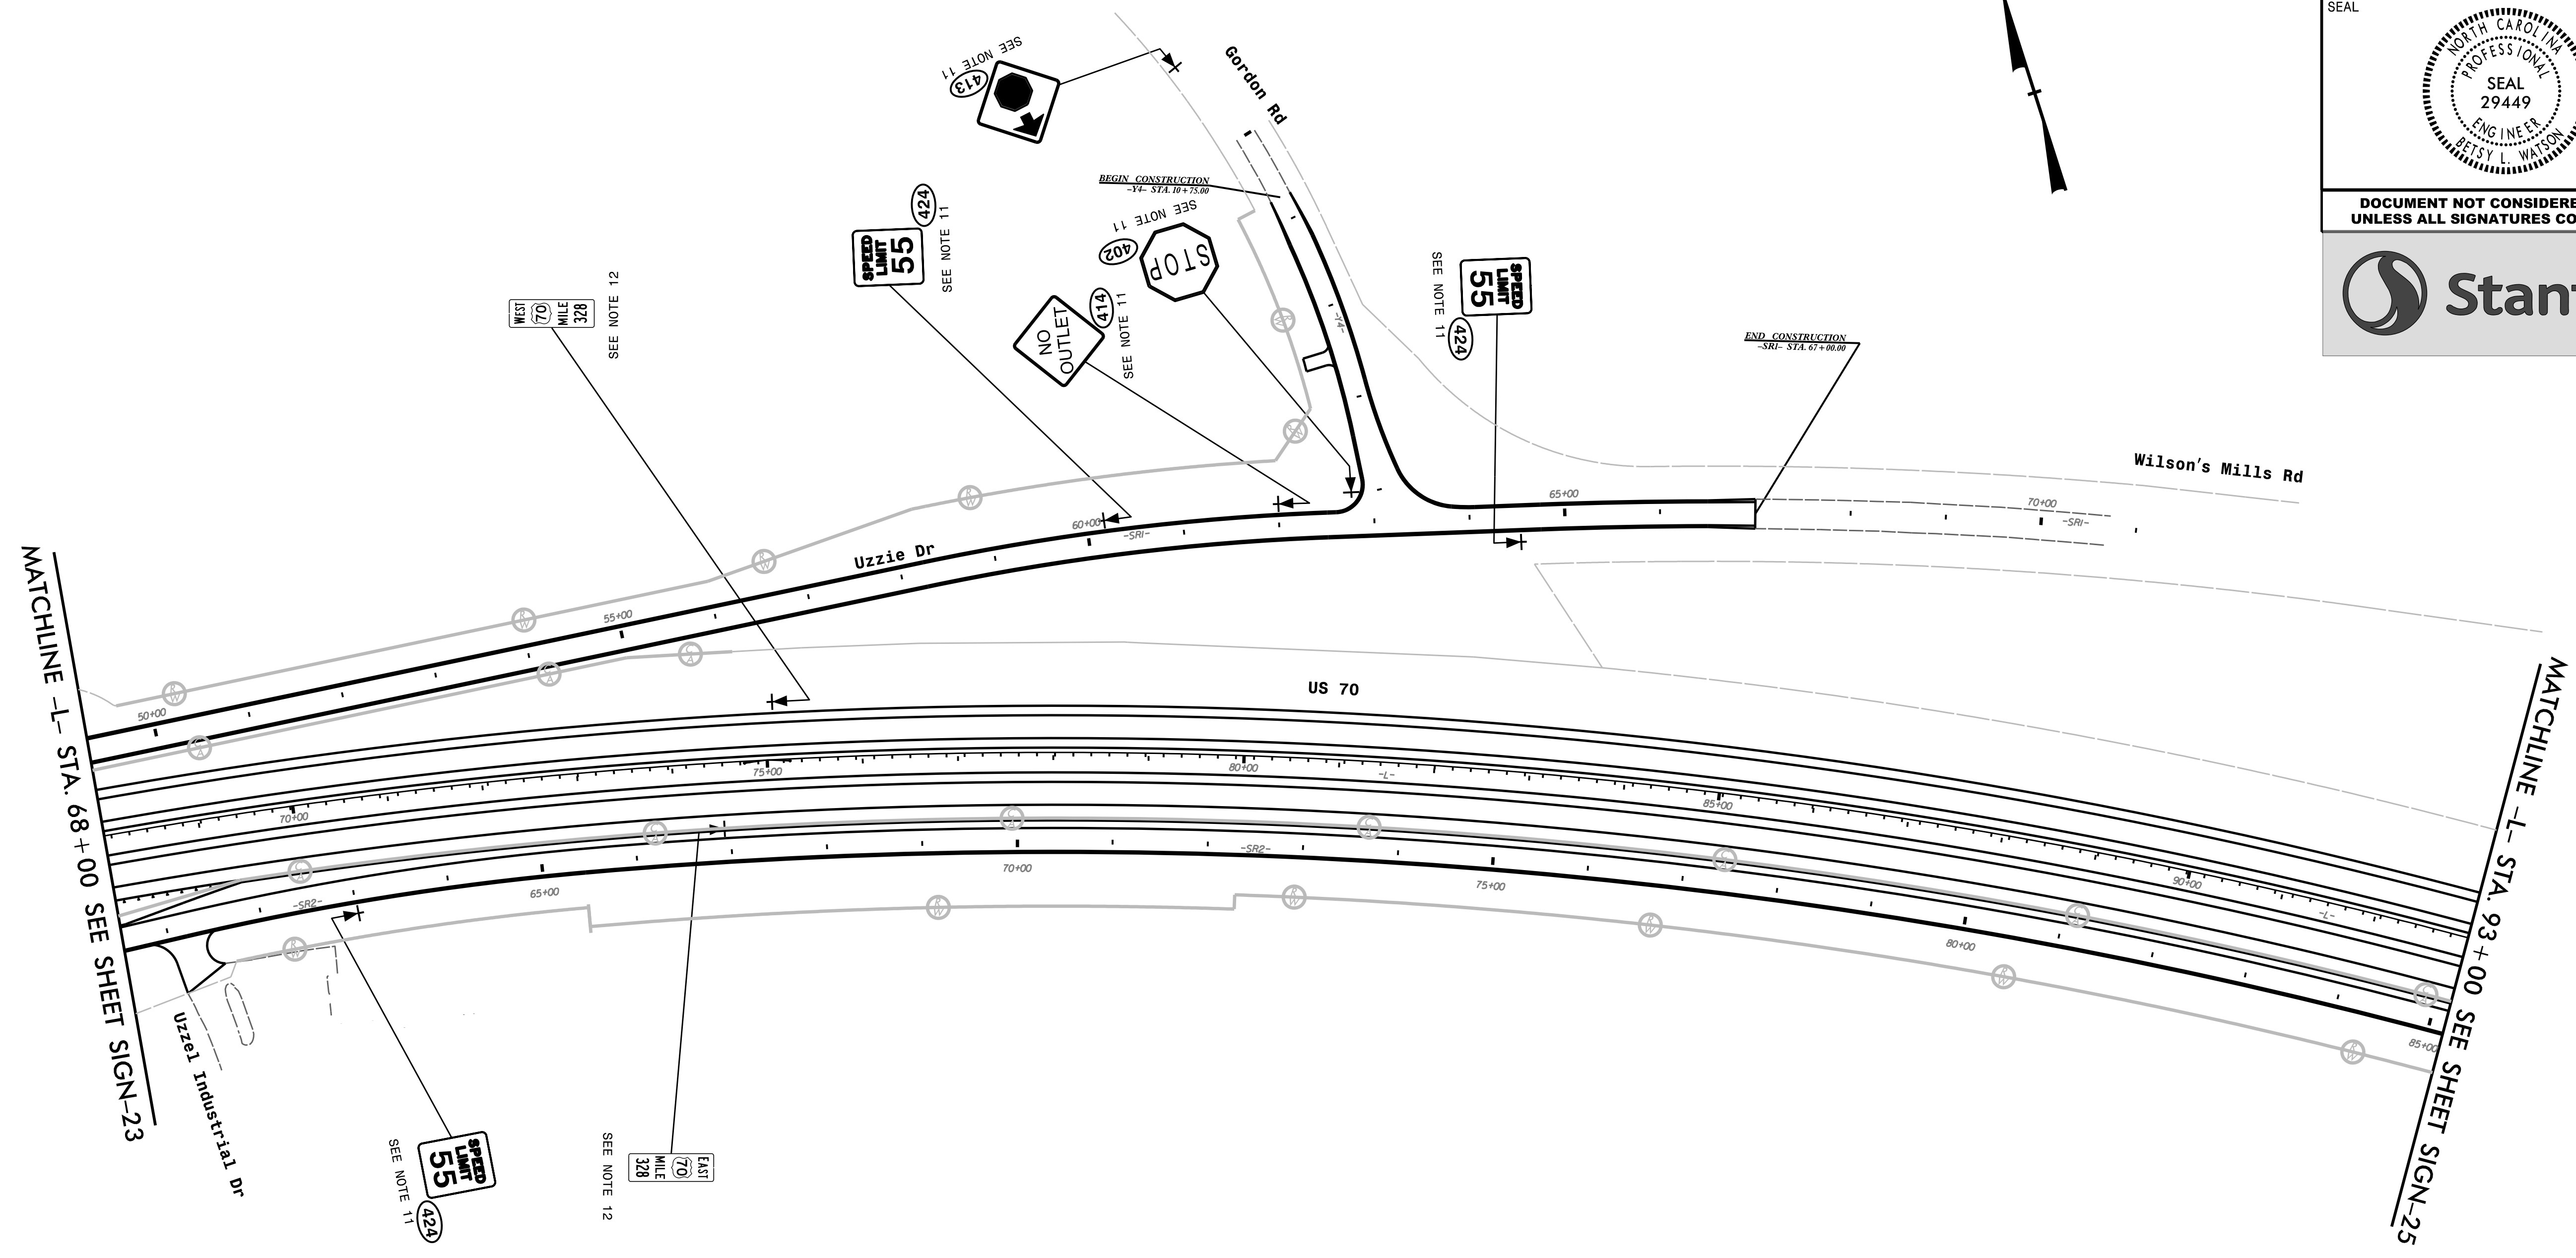 SEAL
NORTH CAROLINA
PROFESSIONAL
SEAL
29449
ENGINEER
BETSY L. WATSON
DOCUMENT NOT CONSIDERE
UNLESS ALL SIGNATURES CO
Stan
SEE NOTE 11
413
Gordon Rd
BEGIN CONSTRUCTION
-Y4- STA. 10+75.00
SEE NOTE 11
402
STOP
424
SPEED
LIMIT
55
SEE NOTE 11
414
NO
OUTLET
SEE NOTE 11
-Y4-
SPEED
LIMIT
55
SEE NOTE 11
424
END CONSTRUCTION
-SR1- STA. 67+00.00
WEST
70
MILE
328
SEE NOTE 12
Wilson's Mills Rd
65+00
70+00
-SR1-
60+00
-SR1-
Uzzie Dr
55+00
50+00
R/W
C/A
US 70
75+00
80+00
-L-
70+00
85+00
90+00
-L-
-SR2-
65+00
70+00
-SR2-
75+00
80+00
85+00
MATCHLINE -L- STA. 68+00 SEE SHEET SIGN-23
MATCHLINE -L- STA. 93+00 SEE SHEET SIGN-25
Uzzel Industrial Dr
SPEED
LIMIT
55
SEE NOTE 11
424
EAST
70
MILE
328
SEE NOTE 12